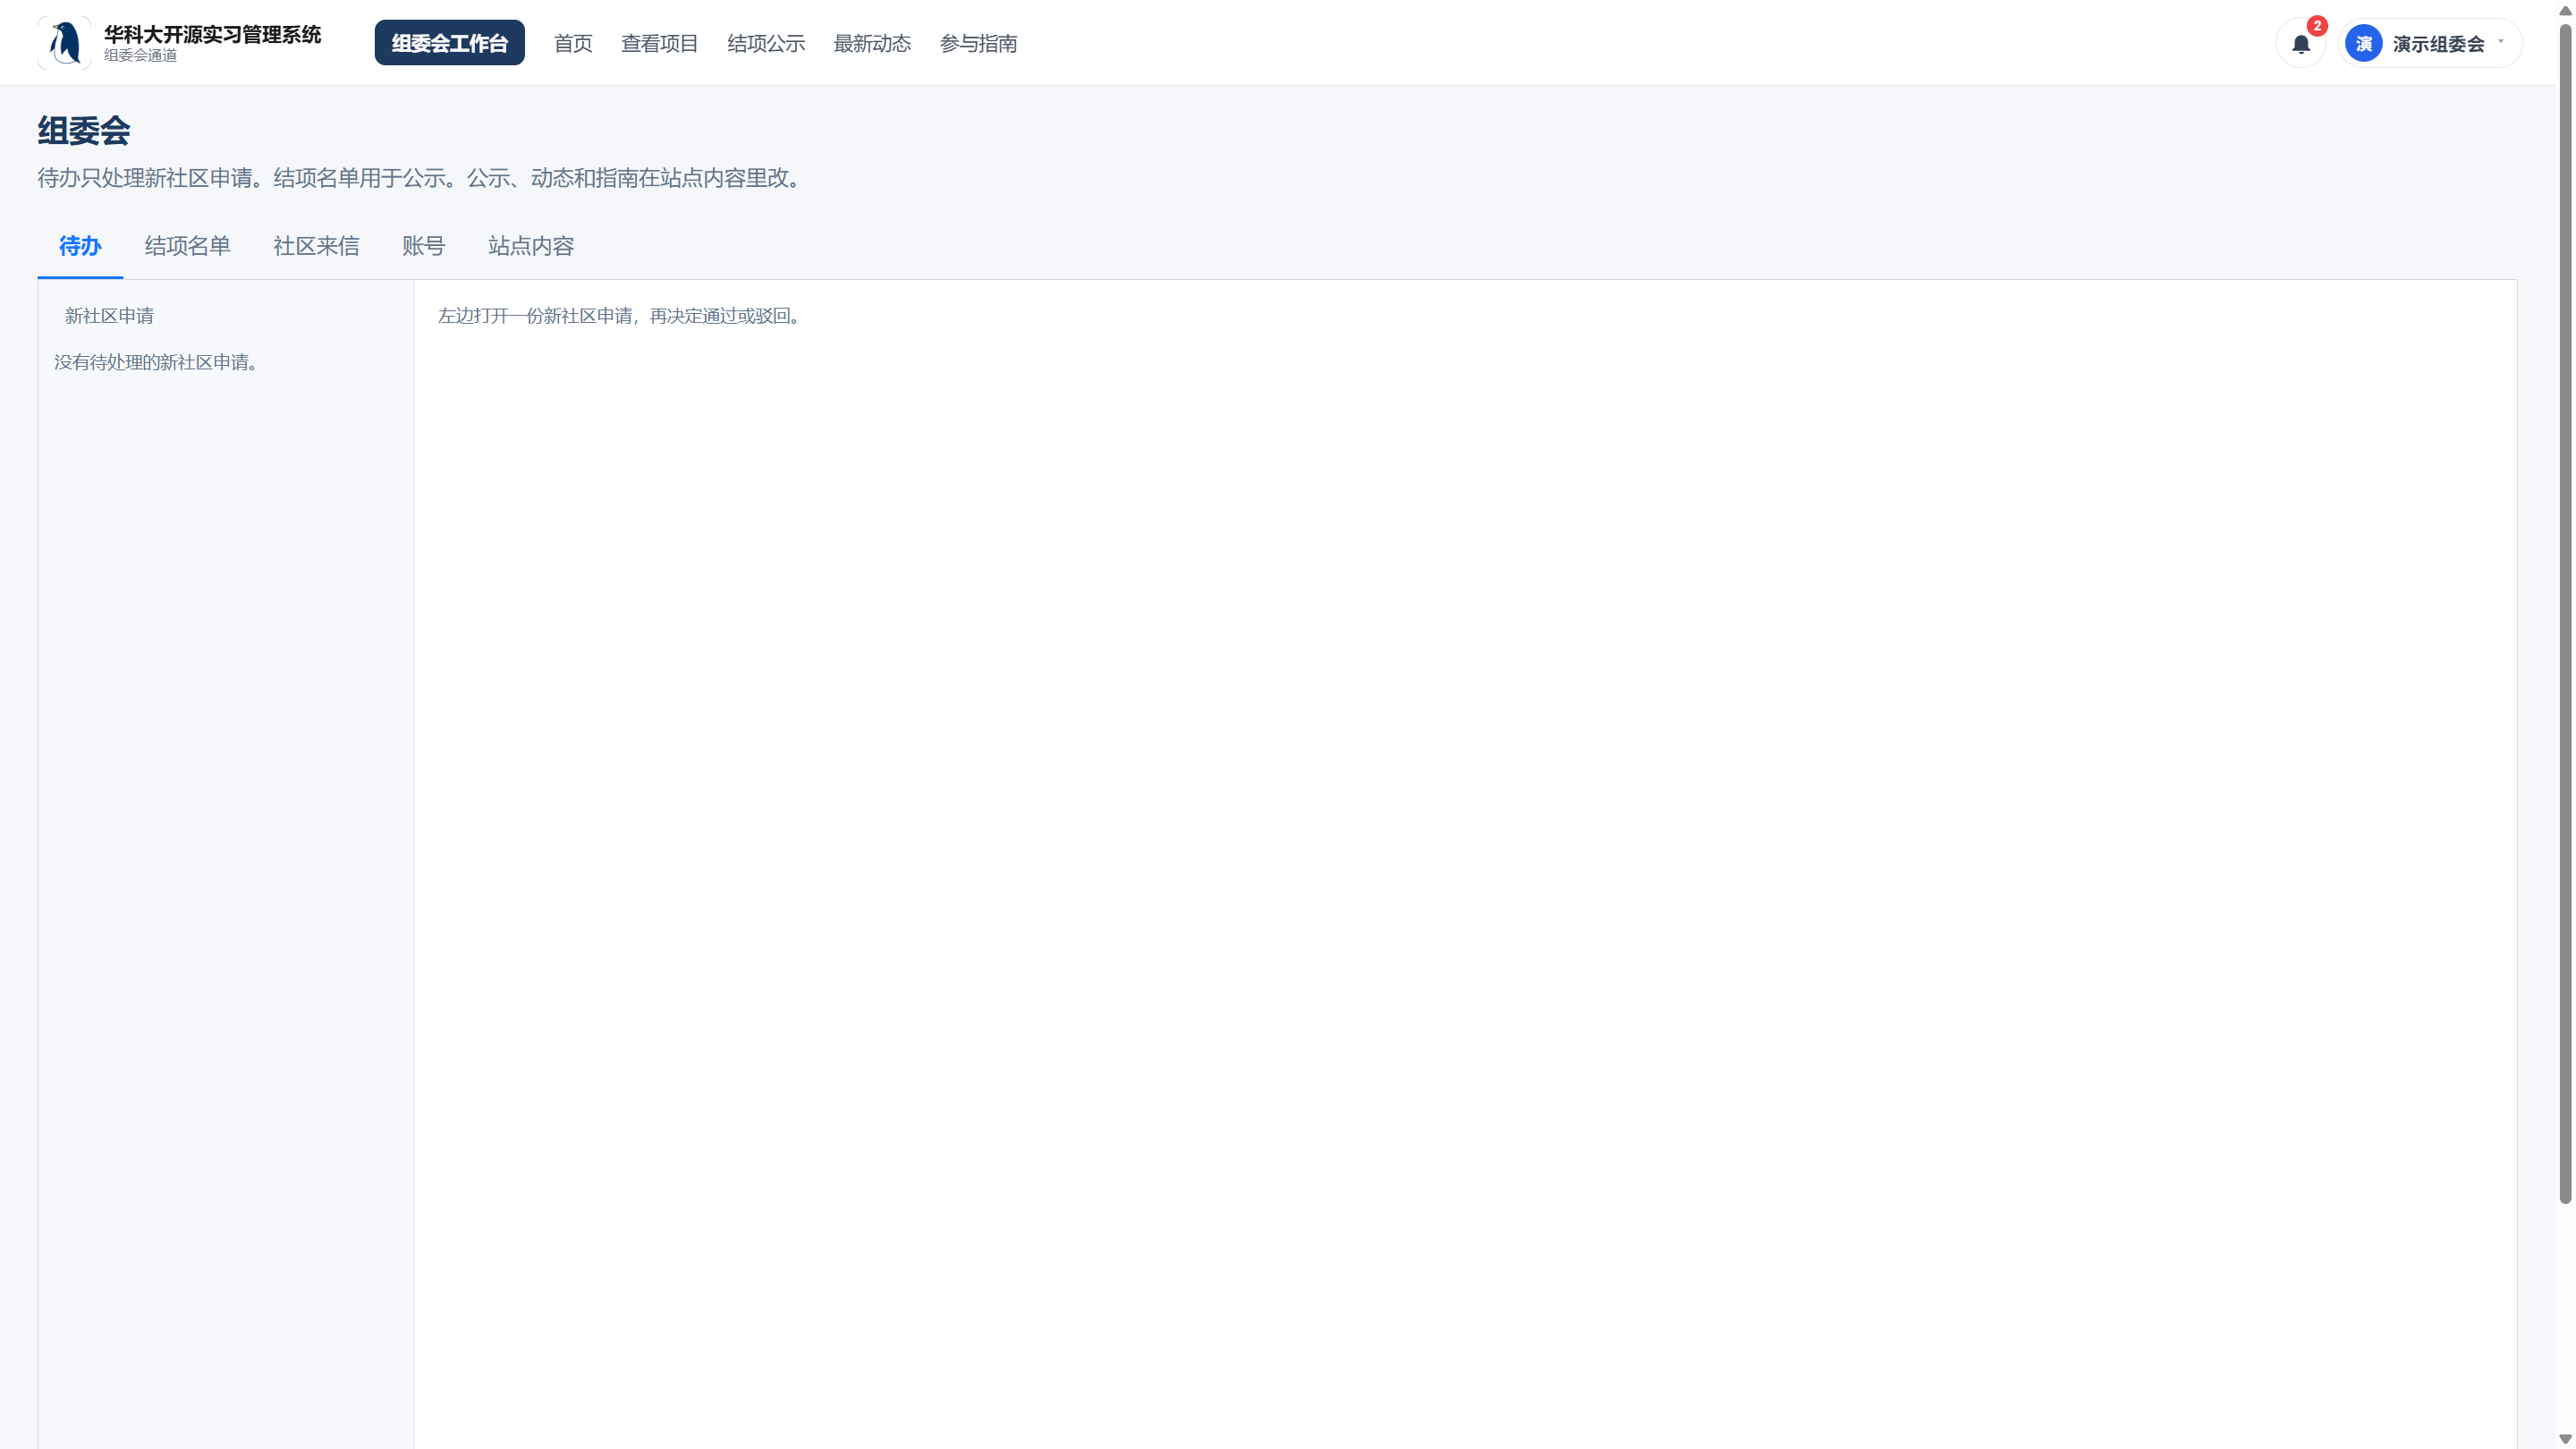 华科大开源实习管理系统
组委会通道
组委会工作台 首页 查看项目 结项公示 最新动态 参与指南
2
演 演示组委会
组委会
待办只处理新社区申请。结项名单用于公示。公示、动态和指南在站点内容里改。
待办 结项名单 社区来信 账号 站点内容
新社区申请
没有待处理的新社区申请。
左边打开一份新社区申请，再决定通过或驳回。